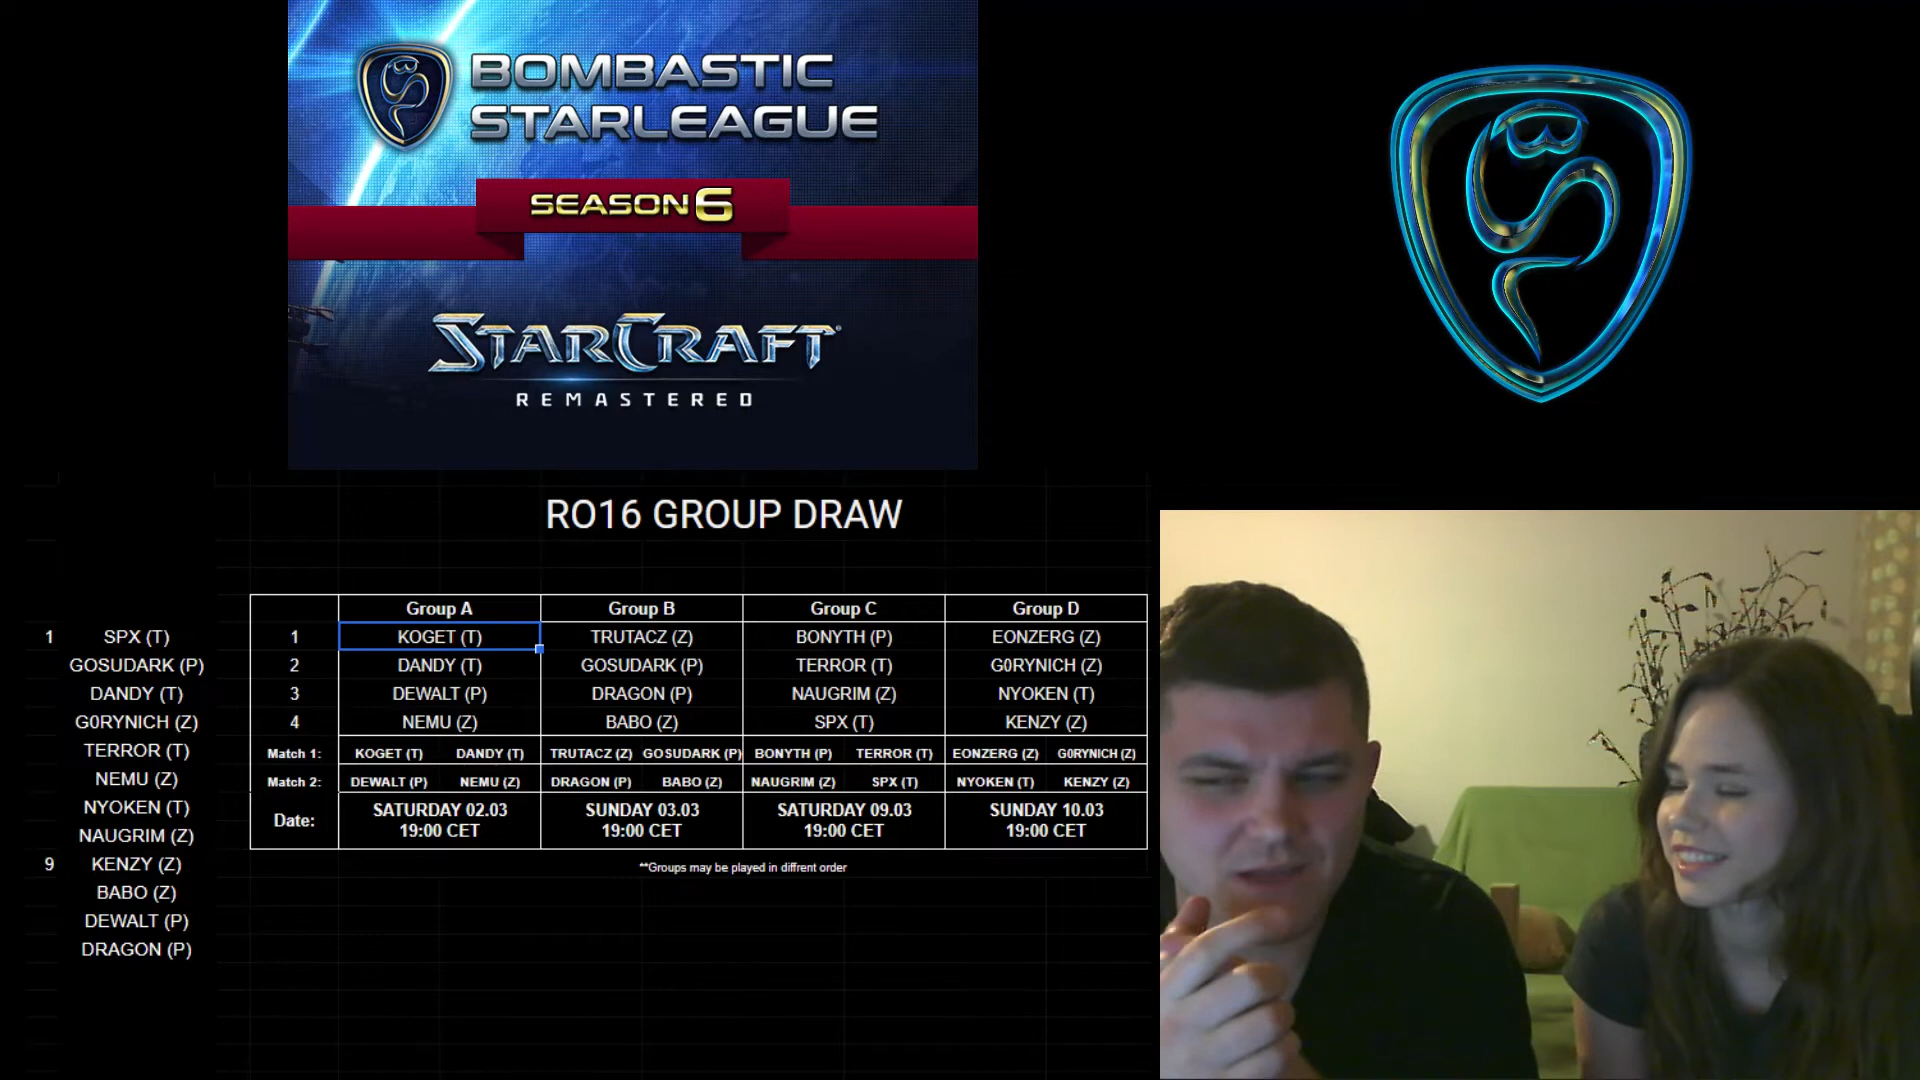 BOMBASTIC
STARLEAGUE
SEASON 6
STARCRAFT
REMASTERED
RO16 GROUP DRAW
1 SPX (T)
GOSUDARK (P)
DANDY (T)
G0RYNICH (Z)
TERROR (T)
NEMU (Z)
NYOKEN (T)
NAUGRIM (Z)
9 KENZY (Z)
BABO (Z)
DEWALT (P)
DRAGON (P)
Group A Group B Group C Group D
1 KOGET (T) TRUTACZ (Z) BONYTH (P) EONZERG (Z)
2 DANDY (T) GOSUDARK (P) TERROR (T) G0RYNICH (Z)
3 DEWALT (P) DRAGON (P) NAUGRIM (Z) NYOKEN (T)
4 NEMU (Z) BABO (Z) SPX (T) KENZY (Z)
Match 1: KOGET (T) DANDY (T) TRUTACZ (Z) GOSUDARK (P) BONYTH (P) TERROR (T) EONZERG (Z) G0RYNICH (Z)
Match 2: DEWALT (P) NEMU (Z) DRAGON (P) BABO (Z) NAUGRIM (Z) SPX (T) NYOKEN (T) KENZY (Z)
Date: SATURDAY 02.03 SUNDAY 03.03 SATURDAY 09.03 SUNDAY 10.03
19:00 CET 19:00 CET 19:00 CET 19:00 CET
**Groups may be played in diffrent order